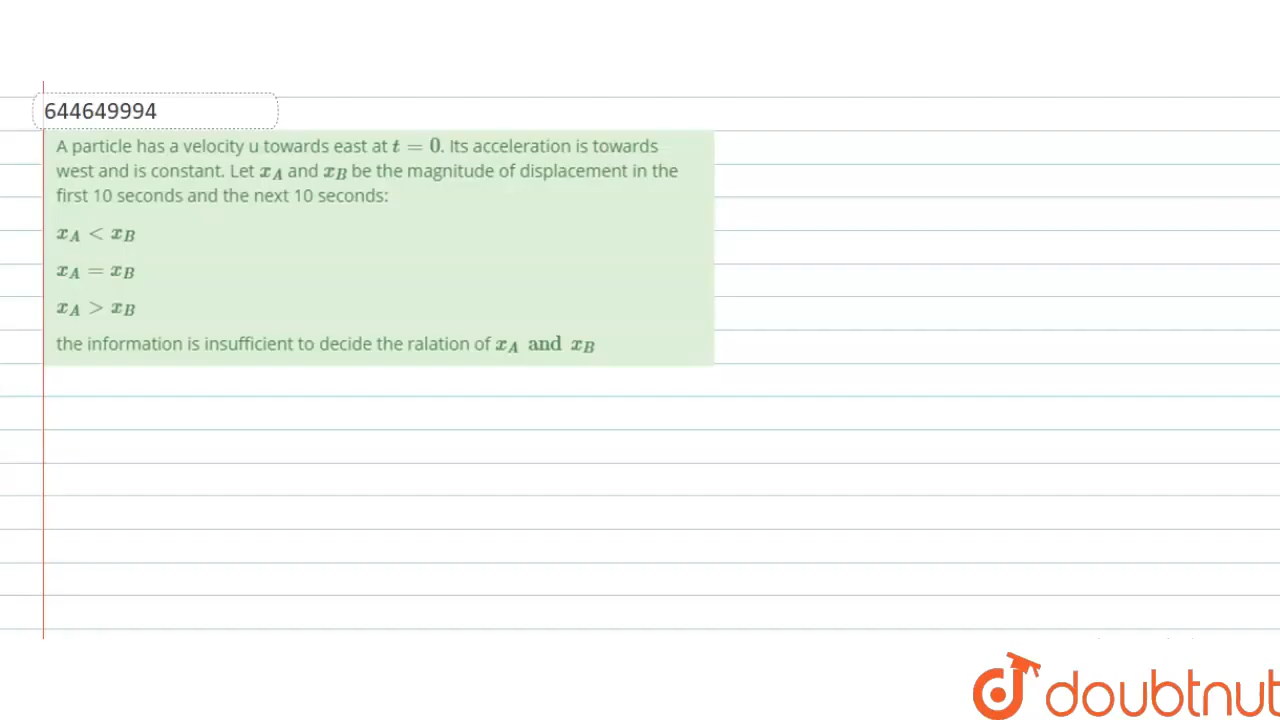 644649994
A particle has a velocity u towards east at t = 0. Its acceleration is towards
west and is constant. Let x_A and x_B be the magnitude of displacement in the
first 10 seconds and the next 10 seconds:
x_A < x_B
x_A = x_B
x_A > x_B
the information is insufficient to decide the ralation of x_A and x_B
doubtnut